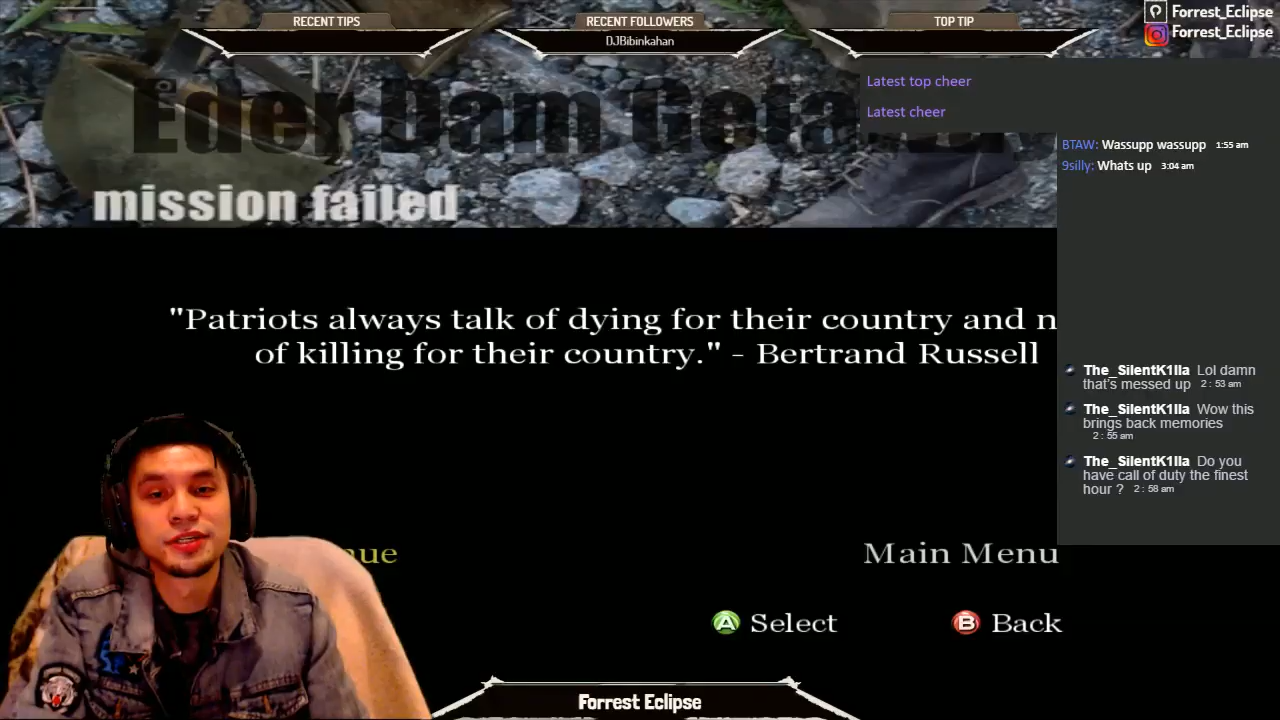 RECENT TIPS
RECENT FOLLOWERS
TOP TIP
DJBibinkahan
Forrest_Eclipse
Forrest_Eclipse
Eder Dam Geta
mission failed
Latest top cheer
Latest cheer
BTAW: Wassupp wassupp 1:55 am
9silly: Whats up 3:04 am
"Patriots always talk of dying for their country and n
of killing for their country." - Bertrand Russell
The_SilentK1lla Lol damn
that's messed up 2:53 am
The_SilentK1lla Wow this
brings back memories
2:55 am
The_SilentK1lla Do you
have call of duty the finest
hour ? 2:58 am
nue
Main Menu
A Select
B Back
Forrest Eclipse